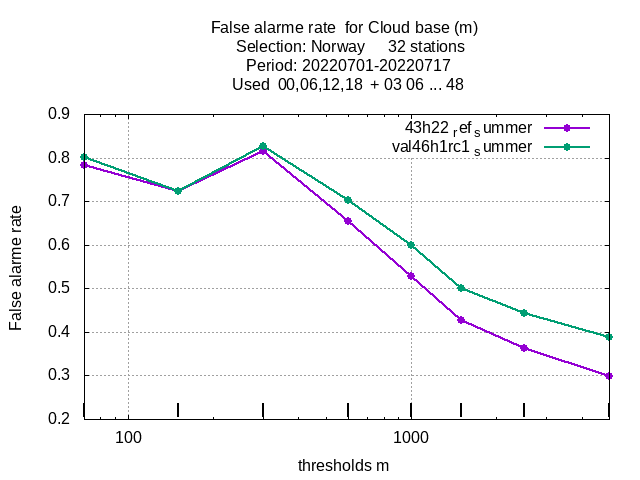 False alarme rate  for Cloud base (m)
Selection: Norway     32 stations
Period: 20220701-20220717
Used  00,06,12,18  + 03 06 ... 48
43h22 ref summer
val46h1rc1 summer
False alarme rate
0.9
0.8
0.7
0.6
0.5
0.4
0.3
0.2
100
1000
thresholds m